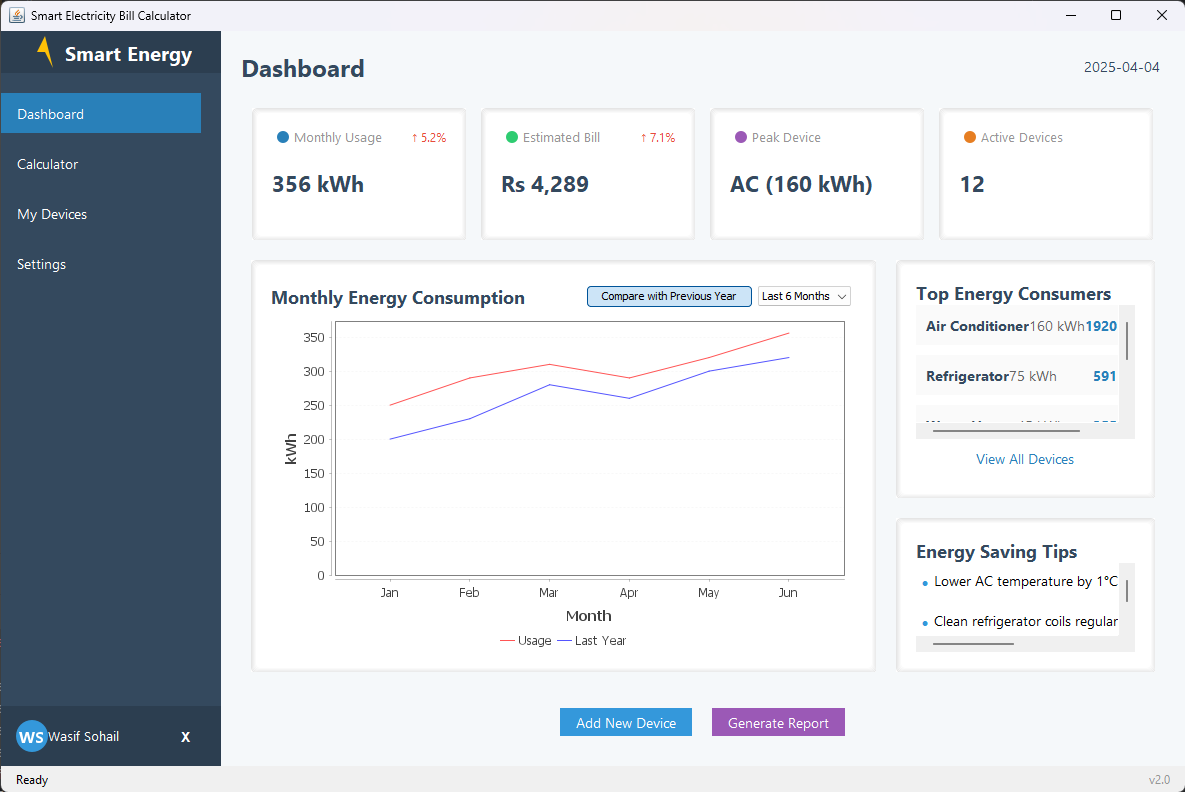 Smart Electricity Bill Calculator
Smart Energy
Dashboard
Calculator
My Devices
Settings
WS Wasif Sohail X
Ready
Dashboard
2025-04-04
Monthly Usage ↑ 5.2%
356 kWh
Estimated Bill ↑ 7.1%
Rs 4,289
Peak Device
AC (160 kWh)
Active Devices
12
Monthly Energy Consumption
Compare with Previous Year
Last 6 Months
350
300
250
200
150
100
50
0
kWh
Jan Feb Mar Apr May Jun
Month
Usage Last Year
Top Energy Consumers
Air Conditioner 160 kWh 1920
Refrigerator 75 kWh 591
View All Devices
Energy Saving Tips
• Lower AC temperature by 1°C
• Clean refrigerator coils regular
Add New Device
Generate Report
v2.0